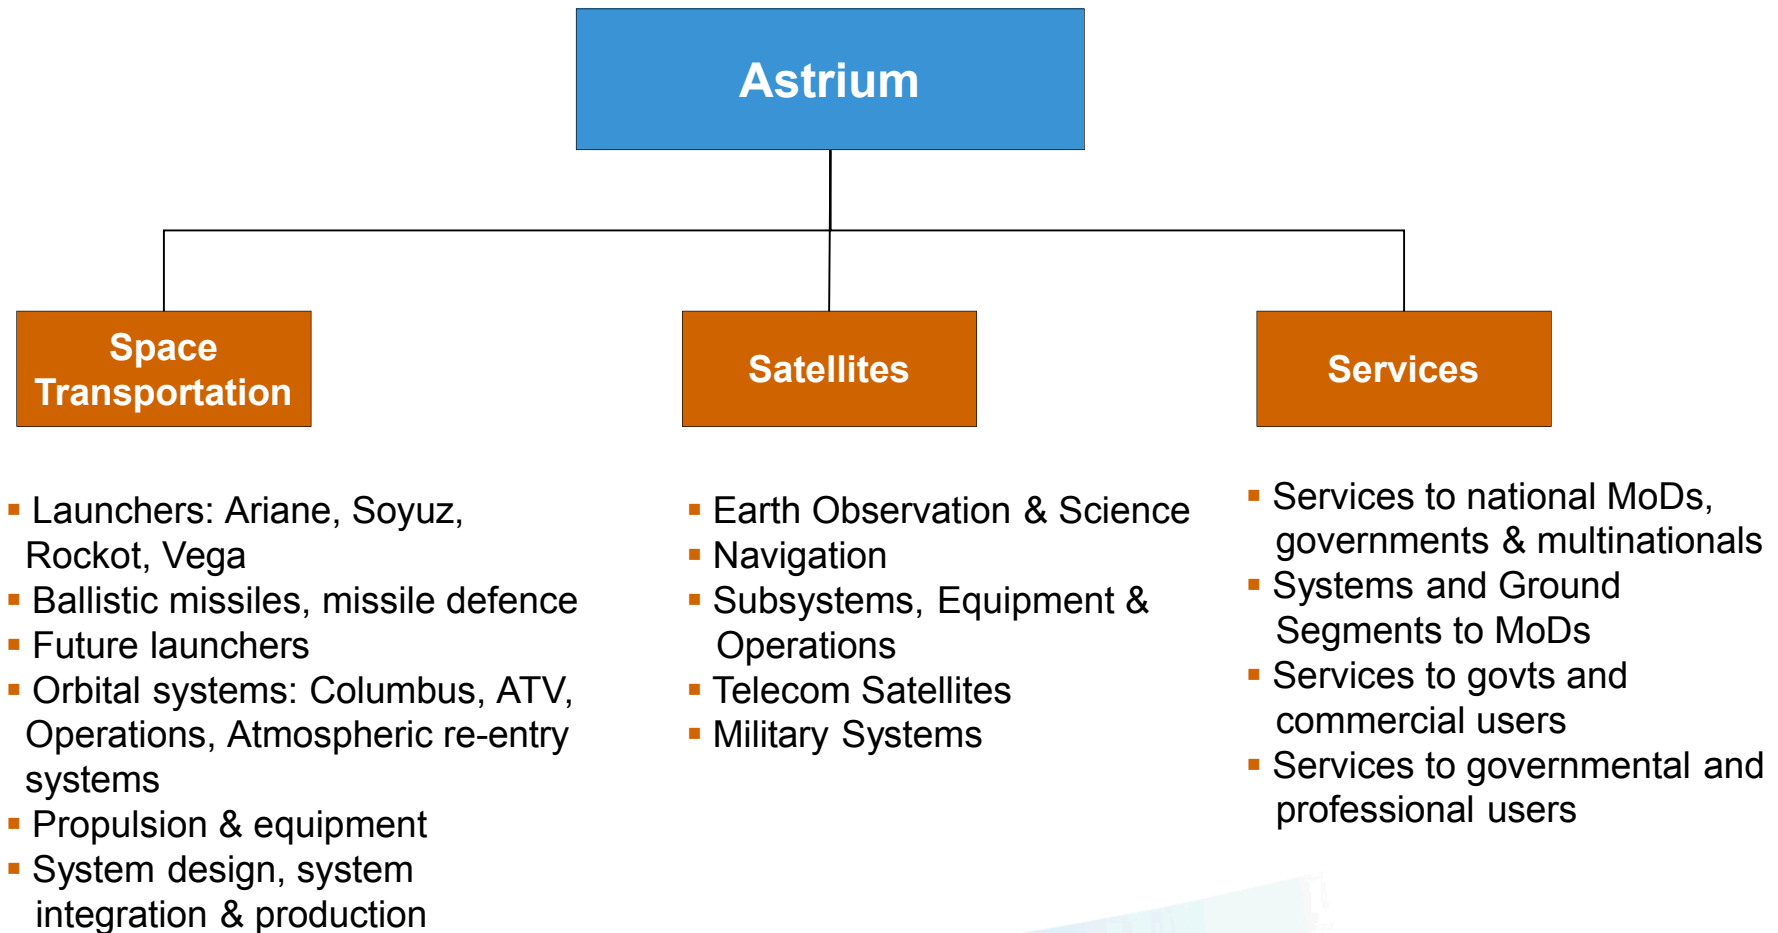 Astrium
Space
Transportation
Satellites
Services
▪ Launchers: Ariane, Soyuz,
Rockot, Vega
▪ Ballistic missiles, missile defence
▪ Future launchers
▪ Orbital systems: Columbus, ATV,
Operations, Atmospheric re-entry
systems
▪ Propulsion & equipment
▪ System design, system
integration & production
▪ Earth Observation & Science
▪ Navigation
▪ Subsystems, Equipment &
Operations
▪ Telecom Satellites
▪ Military Systems
▪ Services to national MoDs,
governments & multinationals
▪ Systems and Ground
Segments to MoDs
▪ Services to govts and
commercial users
▪ Services to governmental and
professional users